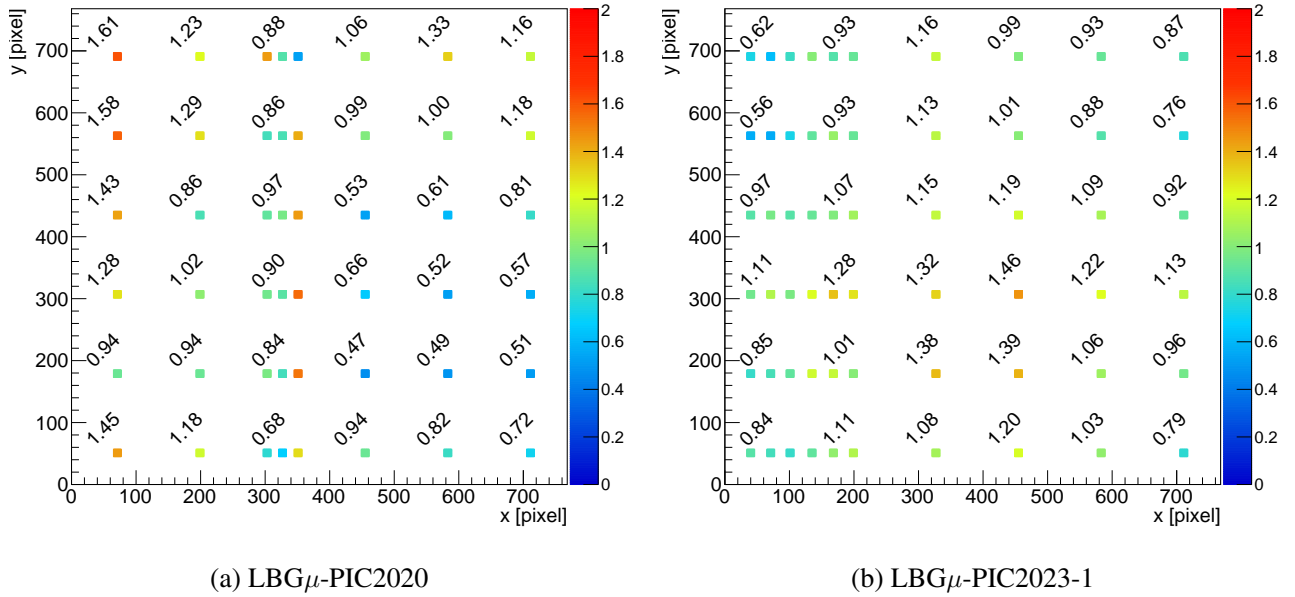 y [pixel]
700
600
500
400
300
200
100
0
1.61 1.23 0.88 1.06 1.33 1.16
1.58 1.29 0.86 0.99 1.00 1.18
1.43 0.86 0.97 0.53 0.61 0.81
1.28 1.02 0.90 0.66 0.52 0.57
0.94 0.94 0.84 0.47 0.49 0.51
1.45 1.18 0.68 0.94 0.82 0.72
0 100 200 300 400 500 600 700
x [pixel]
2
1.8
1.6
1.4
1.2
1
0.8
0.6
0.4
0.2
0
(a) LBGμ-PIC2020
y [pixel]
700
600
500
400
300
200
100
0
0.62 0.93 1.16 0.99 0.93 0.87
0.56 0.93 1.13 1.01 0.88 0.76
0.97 1.07 1.15 1.19 1.09 0.92
1.11 1.28 1.32 1.46 1.22 1.13
0.85 1.01 1.38 1.39 1.06 0.96
0.84 1.11 1.08 1.20 1.03 0.79
0 100 200 300 400 500 600 700
x [pixel]
2
1.8
1.6
1.4
1.2
1
0.8
0.6
0.4
0.2
0
(b) LBGμ-PIC2023-1